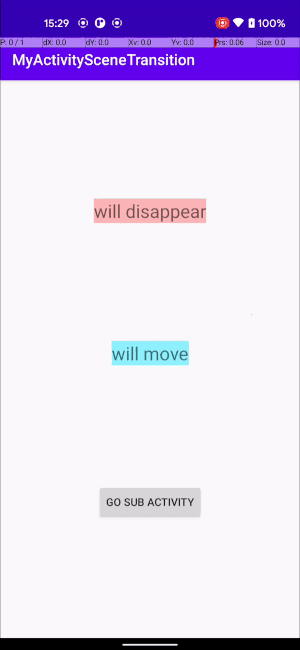 15:29 100%
P: 0 / 1 dX: 0.0 dY: 0.0 Xv: 0.0 Yv: 0.0 Prs: 0.06 Size: 0.0
MyActivitySceneTransition
will disappear
will move
GO SUB ACTIVITY